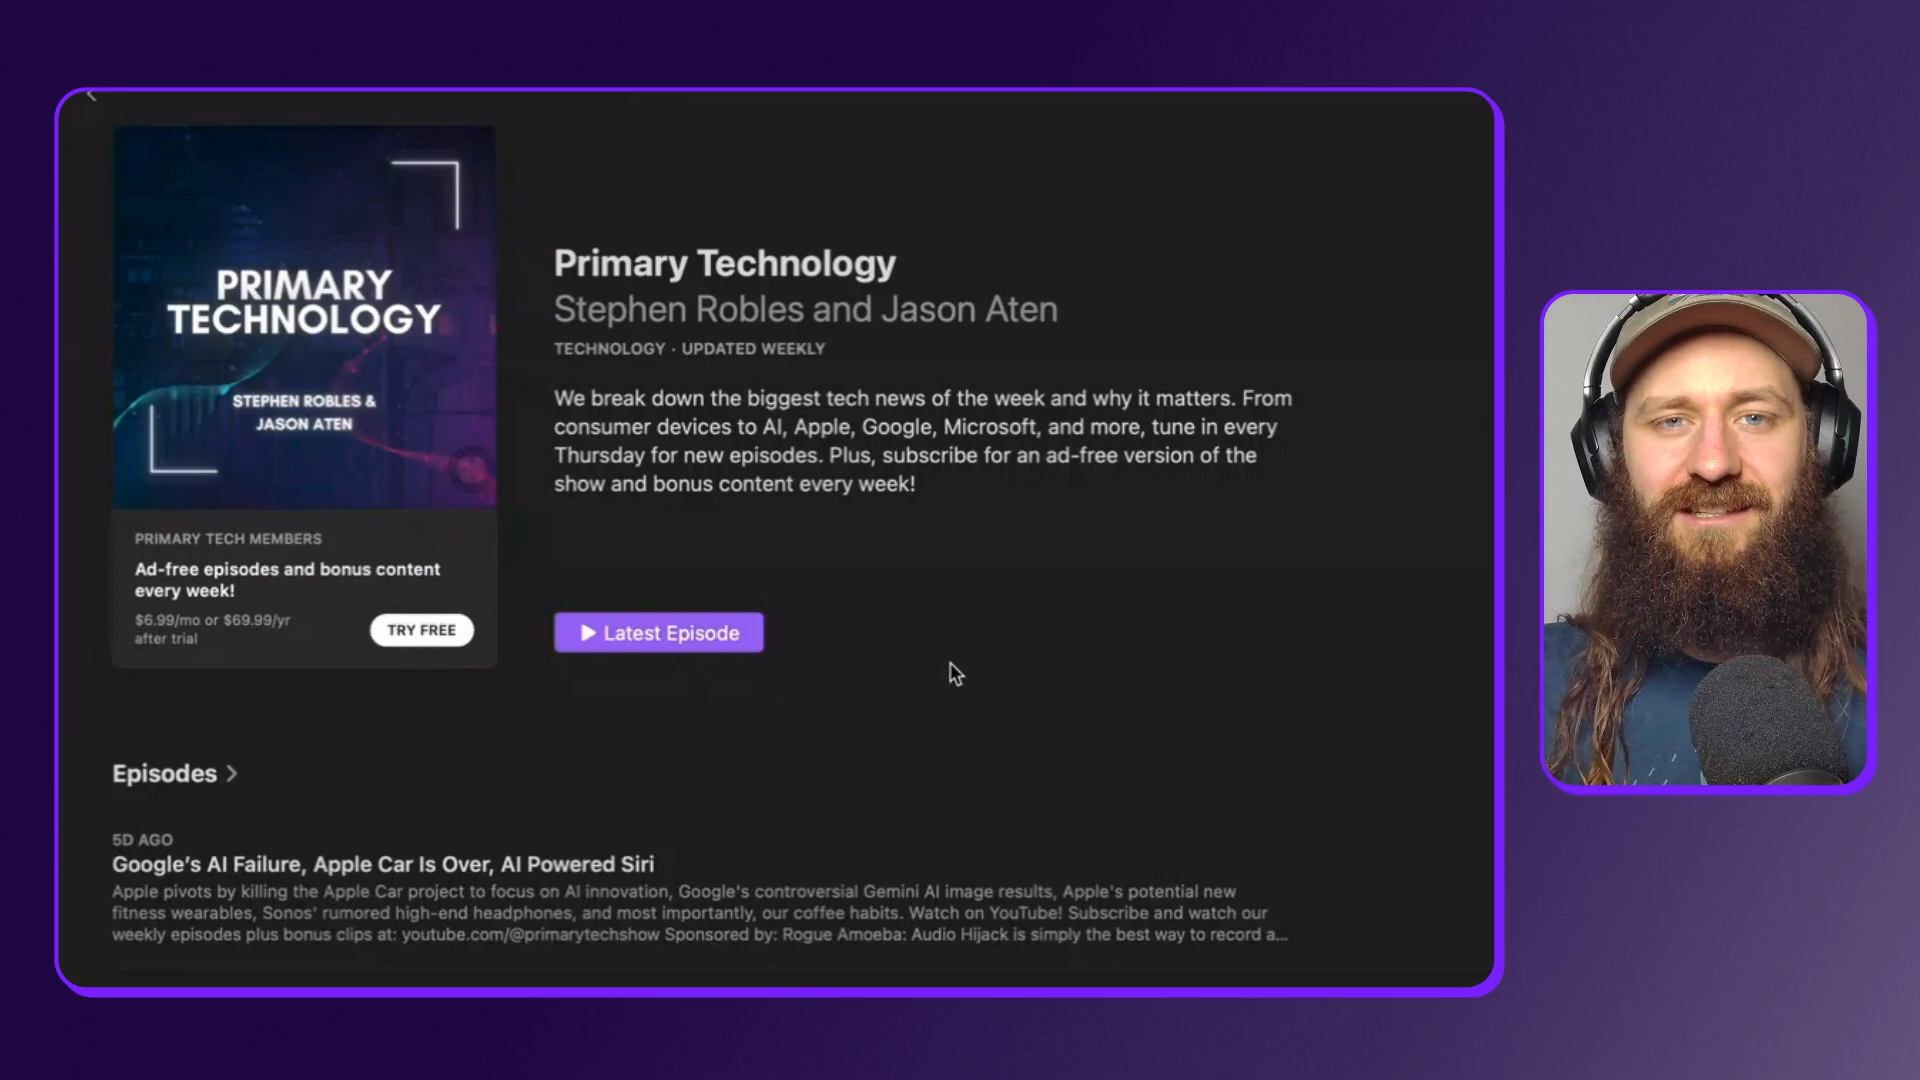 PRIMARY
TECHNOLOGY
STEPHEN ROBLES &
JASON ATEN
PRIMARY TECH MEMBERS
Ad-free episodes and bonus content
every week!
$6.99/mo or $69.99/yr
after trial
TRY FREE
Primary Technology
Stephen Robles and Jason Aten
TECHNOLOGY · UPDATED WEEKLY
We break down the biggest tech news of the week and why it matters. From
consumer devices to AI, Apple, Google, Microsoft, and more, tune in every
Thursday for new episodes. Plus, subscribe for an ad-free version of the
show and bonus content every week!
Latest Episode
Episodes
5D AGO
Google's AI Failure, Apple Car Is Over, AI Powered Siri
Apple pivots by killing the Apple Car project to focus on AI innovation, Google's controversial Gemini AI image results, Apple's potential new
fitness wearables, Sonos' rumored high-end headphones, and most importantly, our coffee habits. Watch on YouTube! Subscribe and watch our
weekly episodes plus bonus clips at: youtube.com/@primarytechshow Sponsored by: Rogue Amoeba: Audio Hijack is simply the best way to record a...